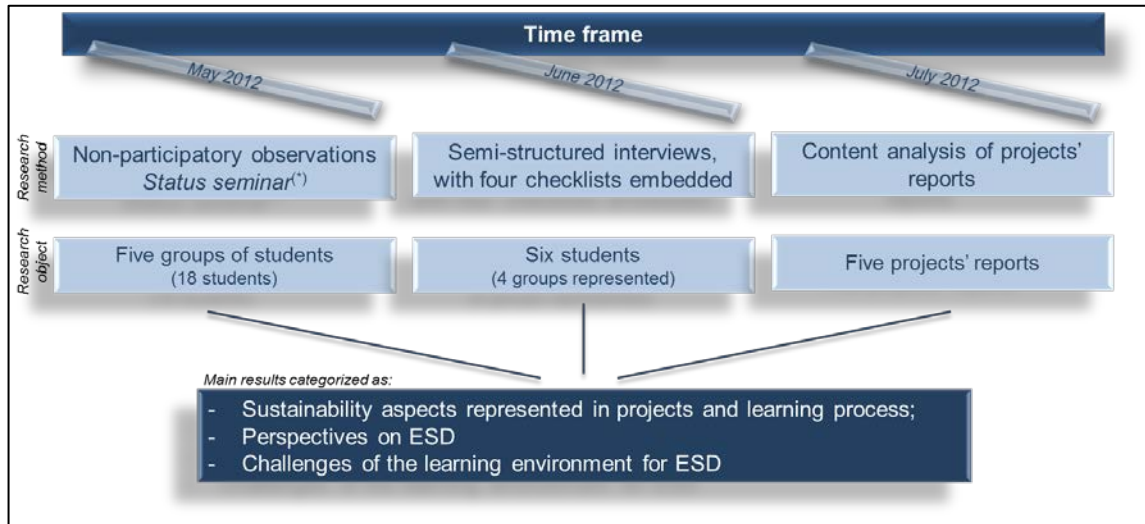 Time frame
May 2012
June 2012
July 2012
Research
method
Non-participatory observations
Status seminar(*)
Semi-structured interviews,
with four checklists embedded
Content analysis of projects'
reports
Research
object
Five groups of students
(18 students)
Six students
(4 groups represented)
Five projects' reports
Main results categorized as:
- Sustainability aspects represented in projects and learning process;
- Perspectives on ESD
- Challenges of the learning environment for ESD